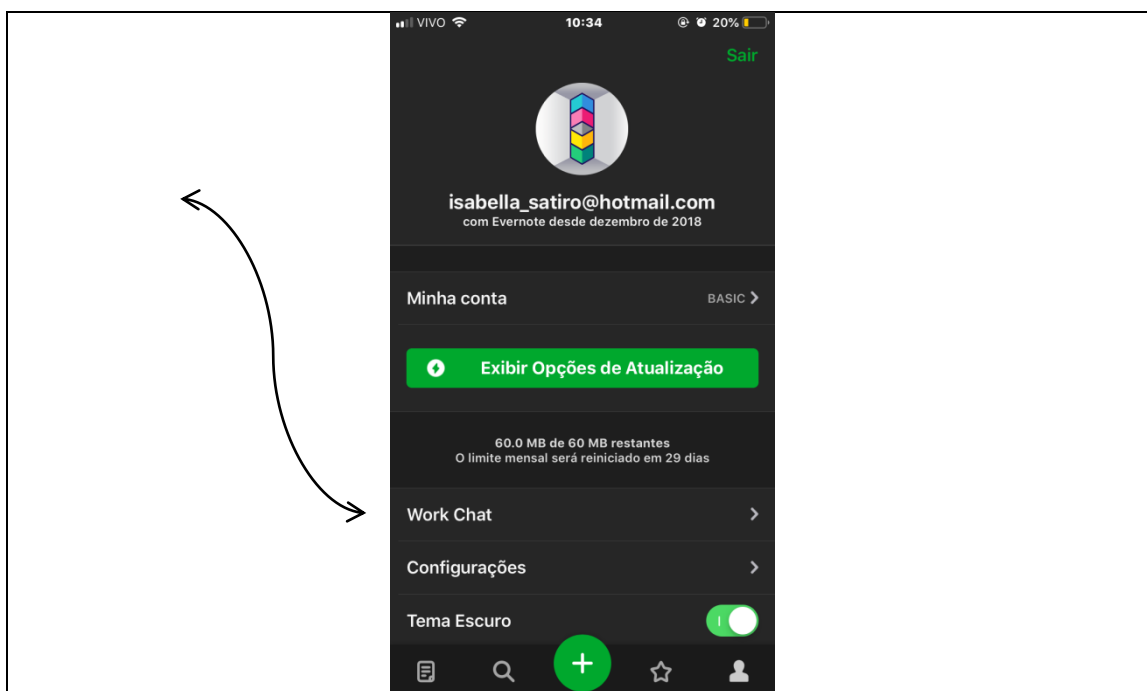 VIVO 10:34 20%
Sair
isabella_satiro@hotmail.com
com Evernote desde dezembro de 2018
Minha conta BASIC
Exibir Opções de Atualização
60.0 MB de 60 MB restantes
O limite mensal será reiniciado em 29 dias
Work Chat
Configurações
Tema Escuro